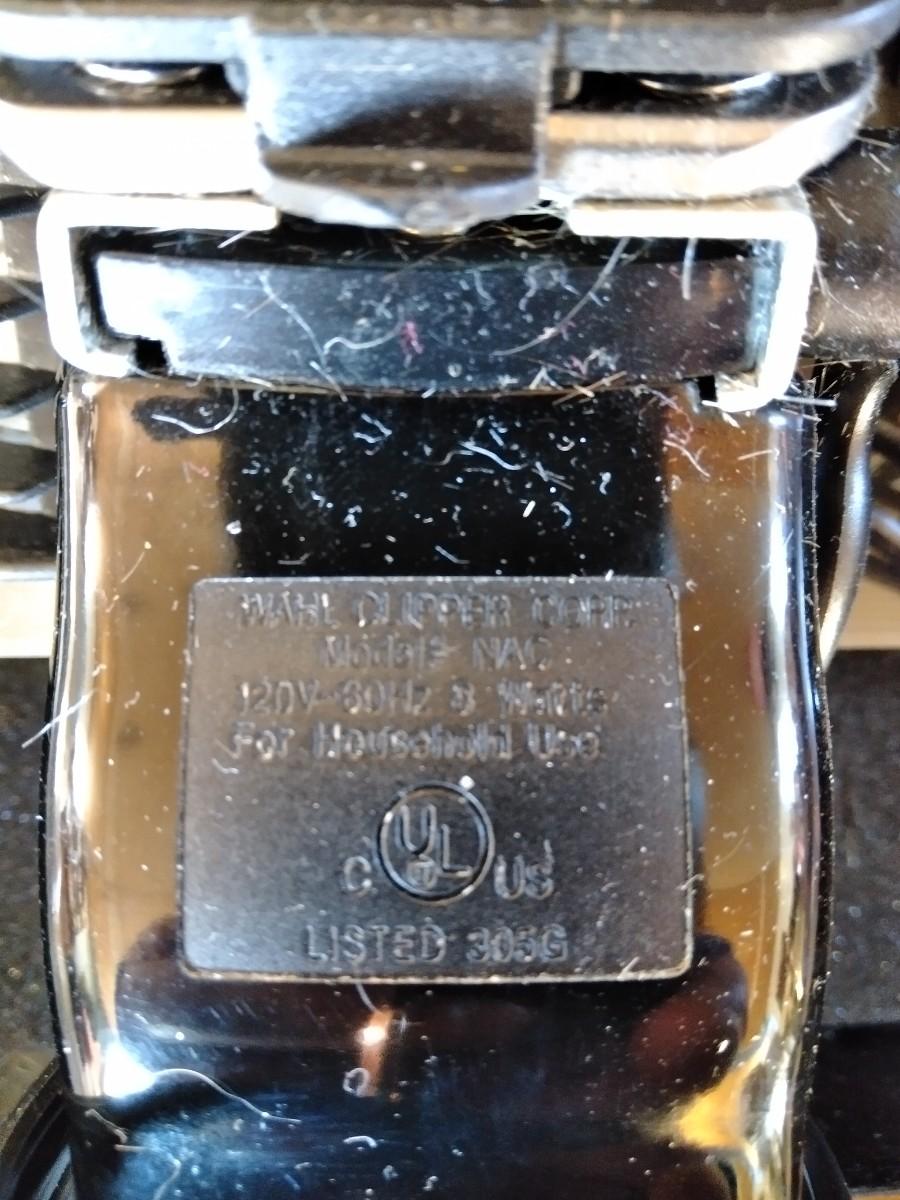 WAHL CLIPPER CORP.
Model# NAC
120V~60Hz 8 Watts
For Household Use
C UL US
LISTED 305G